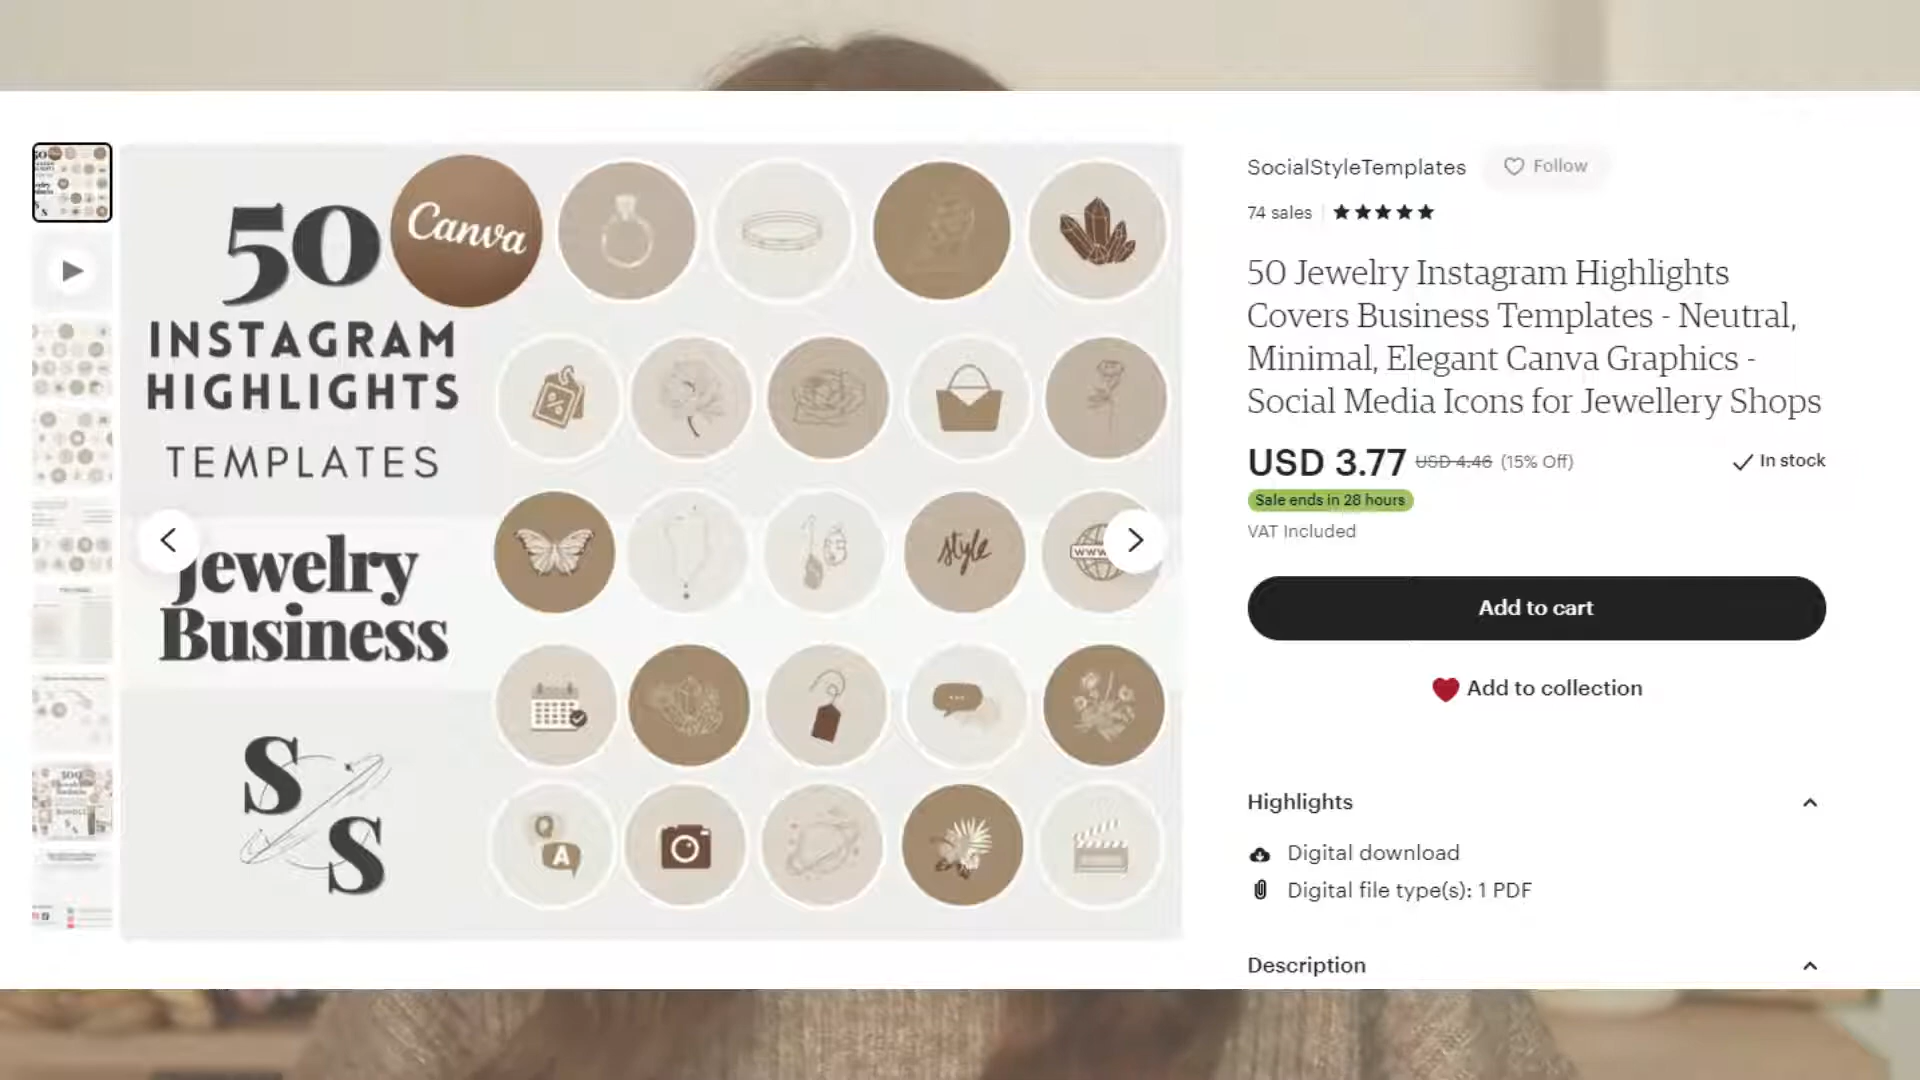 50
INSTAGRAM
HIGHLIGHTS
TEMPLATES
Jewelry
Business
S
S
Canva
%
style
WWW
Q
A
SocialStyleTemplates
Follow
74 sales
50 Jewelry Instagram Highlights
Covers Business Templates - Neutral,
Minimal, Elegant Canva Graphics -
Social Media Icons for Jewellery Shops
USD 3.77 USD 4.46 (15% Off)
In stock
Sale ends in 28 hours
VAT Included
Add to cart
Add to collection
Highlights
Digital download
Digital file type(s): 1 PDF
Description